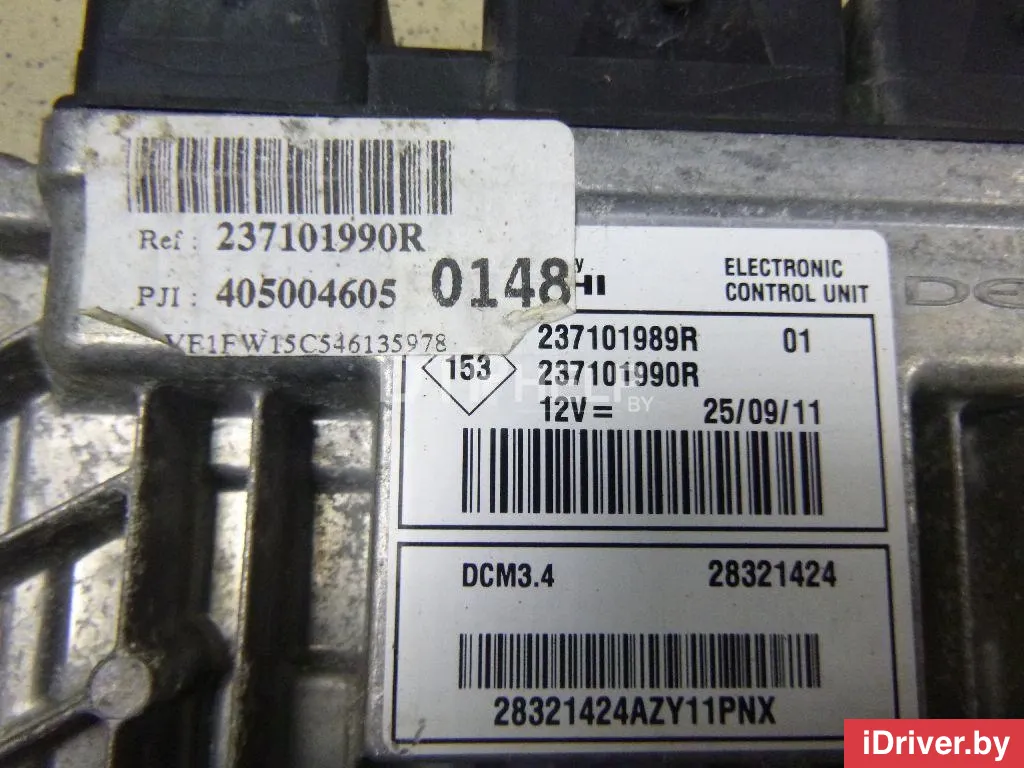 Ref : 237101990R
PJI : 405004605 0148
VF1FW15C546135978
ELECTRONIC
CONTROL UNIT
237101989R 01
153
237101990R
12V= 25/09/11
DCM3.4 28321424
28321424AZY11PNX
iDriver.by